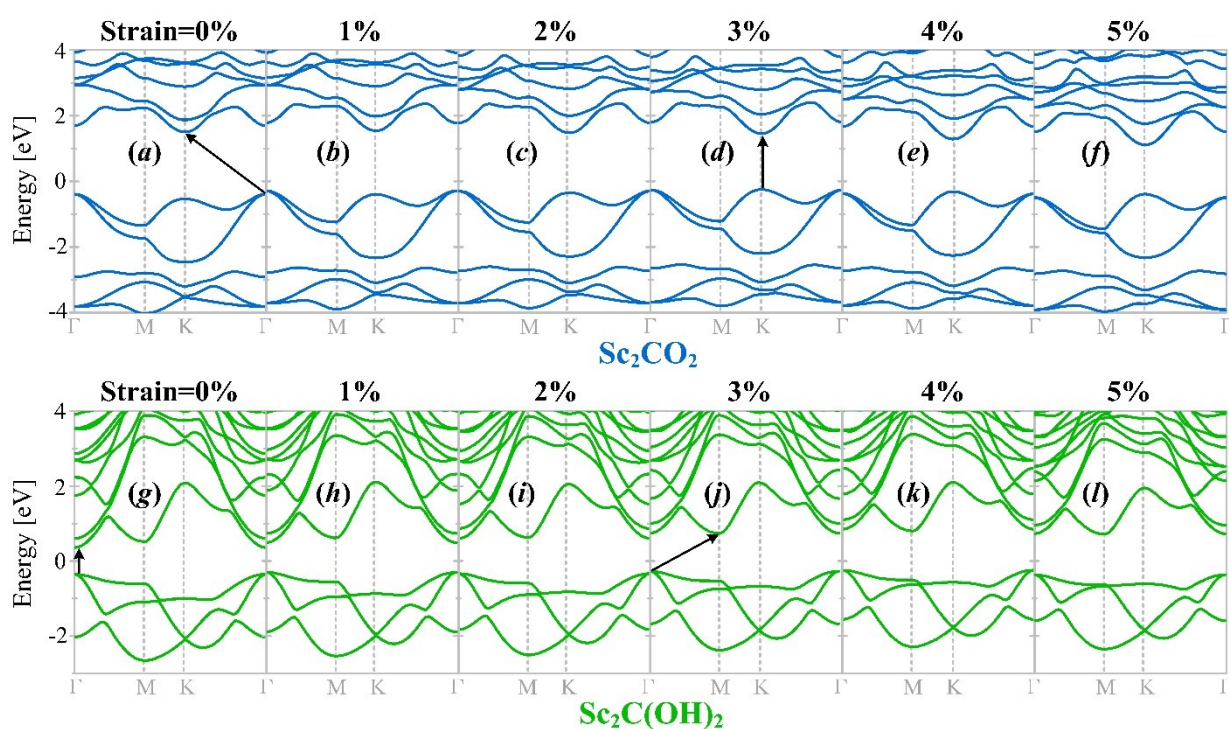 Strain=0% 1% 2% 3% 4% 5%
4
2
0
-2
-4
Energy [eV]
(a) (b) (c) (d) (e) (f)
Γ M K Γ M K Γ M K Γ M K Γ M K Γ M K Γ
Sc₂CO₂
Strain=0% 1% 2% 3% 4% 5%
4
2
0
-2
Energy [eV]
(g) (h) (i) (j) (k) (l)
Γ M K Γ M K Γ M K Γ M K Γ M K Γ M K Γ
Sc₂C(OH)₂